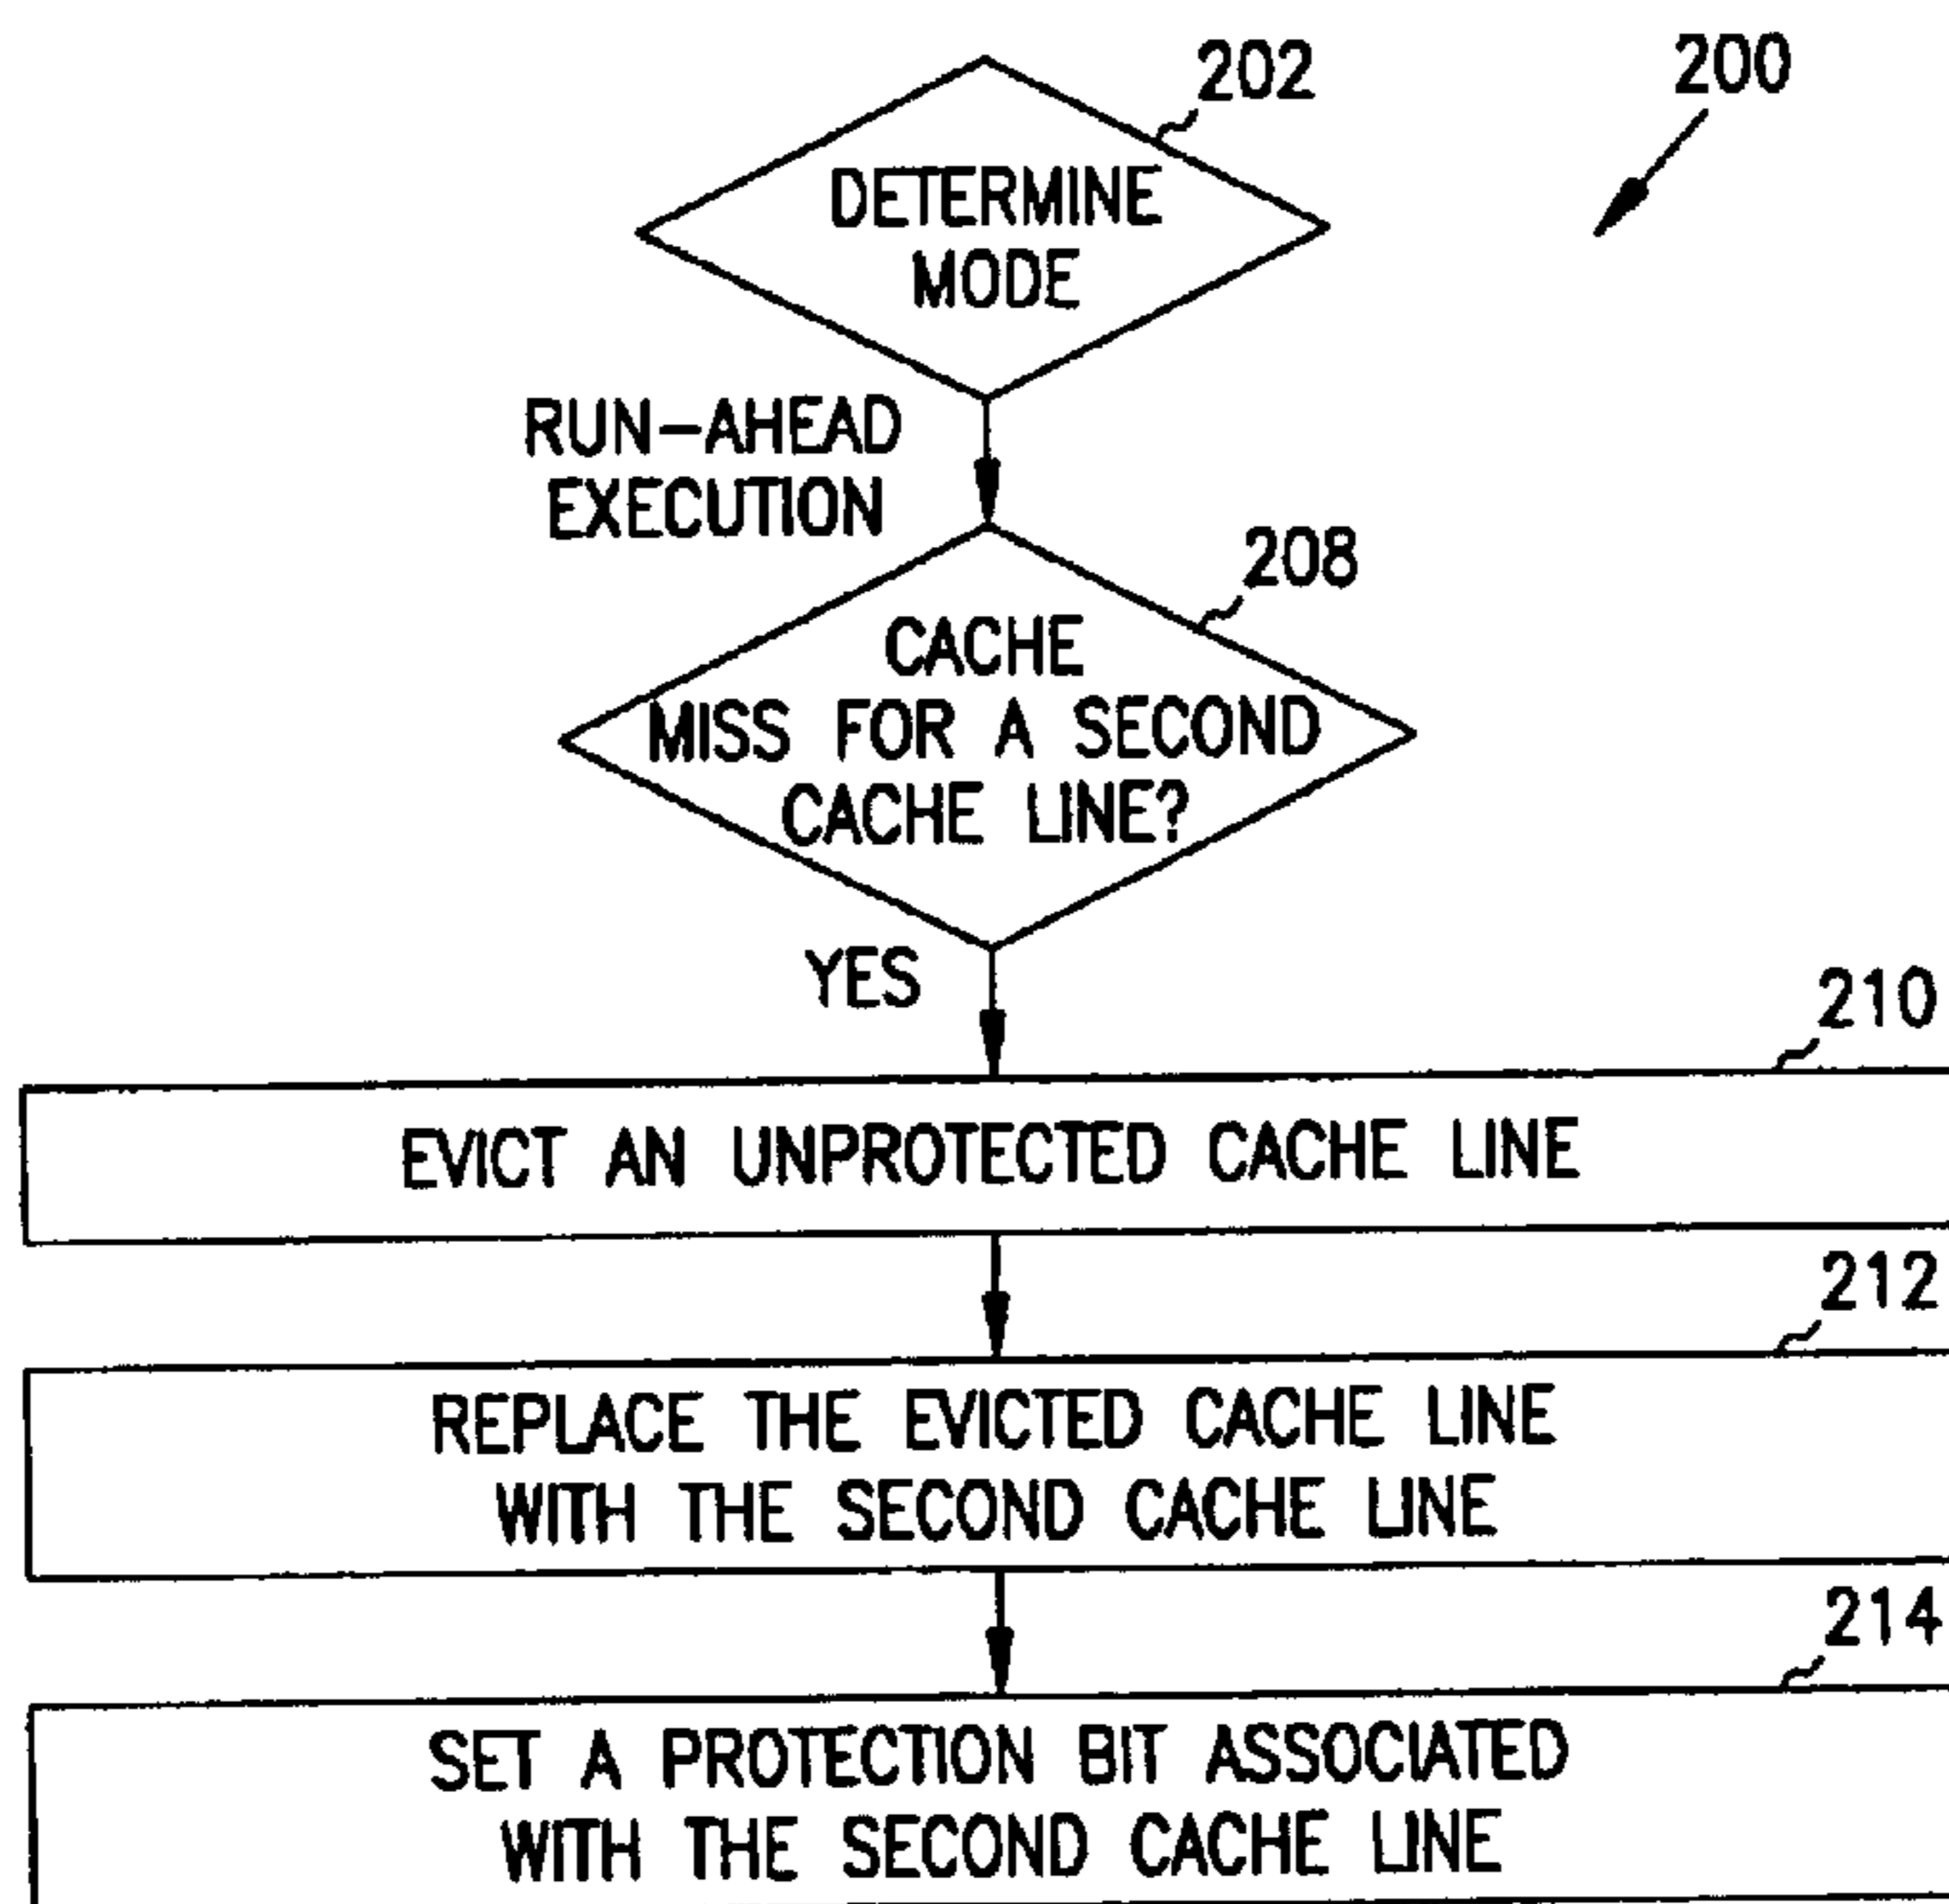 202
200
DETERMINE
MODE
RUN-AHEAD
EXECUTION
208
CACHE
MISS FOR A SECOND
CACHE LINE?
YES
210
EVICT AN UNPROTECTED CACHE LINE
212
REPLACE THE EVICTED CACHE LINE
WITH THE SECOND CACHE LINE
214
SET A PROTECTION BIT ASSOCIATED
WITH THE SECOND CACHE LINE